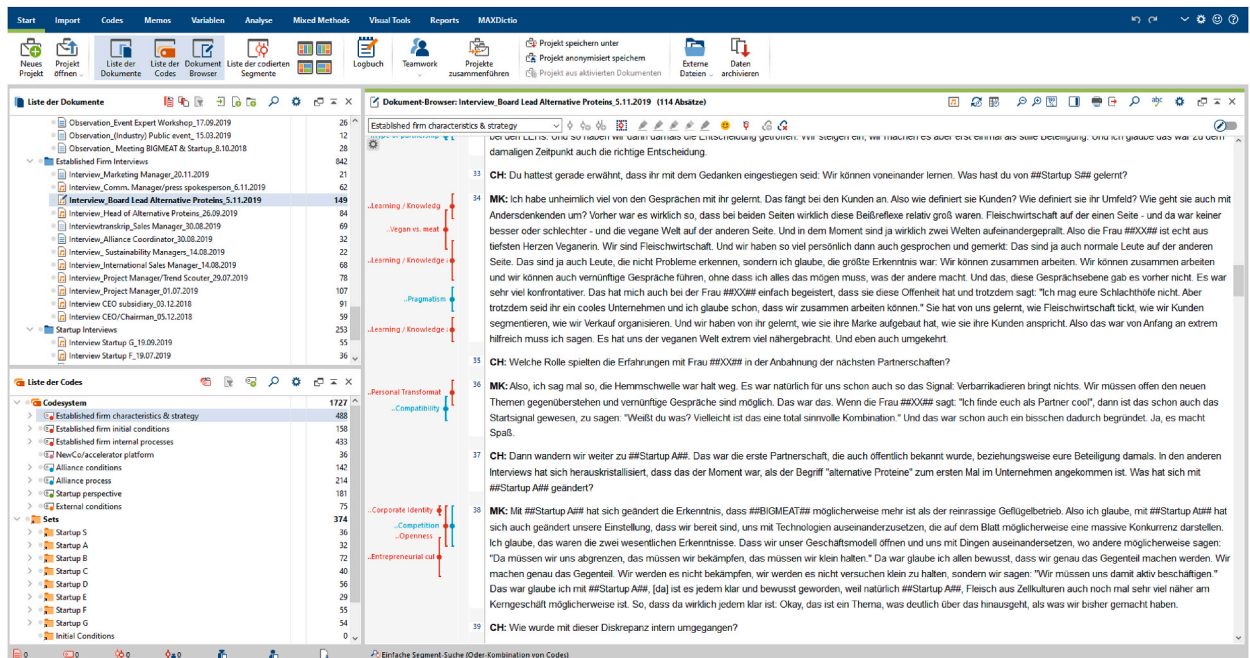 Start Import Codes Memos Variablen Analyse Mixed Methods Visual Tools Reports MAXDictio
Neues Projekt
Projekt öffnen
Liste der Dokumente
Liste der Codes
Dokument Browser
Liste der codierten Segmente
Logbuch
Teamwork
Projekte zusammenführen
Projekt speichern unter
Projekt anonymisiert speichern
Projekt aus aktivierten Dokumenten
Externe Dateien
Daten archivieren
Liste der Dokumente
Observation_Event Expert Workshop_17.09.2019 26
Observation_(Industry) Public event_ 15.03.2019 12
Observation_ Meeting BIGMEAT & Startup_8.10.2018 28
Established Firm Interviews 842
Interview_Marketing Manager_20.11.2019 21
Interview_Comm. Manager/press spokesperson_6.11.2019 62
Interview_Board Lead Alternative Proteins_5.11.2019 149
Interview_Head of Alternative Proteins_26.09.2019 84
Interviewtranskrip_Sales Manager_30.08.2019 69
Interview_Alliance Coordinator_30.08.2019 32
Interview_ Sustainability Managers_14.08.2019 22
Interview_International Sales Manager_14.08.2019 68
Interview_Project Manager/Trend Scouter_29.07.2019 78
Interview_Project Manager_01.07.2019 107
Interview CEO subsidiary_03.12.2018 91
Interview CEO/Chairman_05.12.2018 59
Startup Interviews 253
Interview Startup G_19.09.2019 55
Interview Startup F_19.07.2019 36
Liste der Codes
Codesystem 1727
Established firm characteristics & strategy 488
Established firm initial conditions 158
Established firm internal processes 433
NewCo/accelerator platform 36
Alliance conditions 142
Alliance process 214
Startup perspective 181
External conditions 75
Sets 374
Startup S 36
Startup A 32
Startup B 72
Startup C 40
Startup D 56
Startup E 29
Startup F 55
Startup G 54
Initial Conditions 0
Dokument-Browser: Interview_Board Lead Alternative Proteins_5.11.2019 (114 Absätze)
Established firm characteristics & strategy
damaligen Zeitpunkt auch die richtige Entscheidung.
33 CH: Du hattest gerade erwähnt, dass ihr mit dem Gedanken eingestiegen seid: Wir können voneinander lernen. Was hast du von ##Startup S## gelernt?
..Learning / Knowledg
..Vegan vs. meat
..Learning / Knowledge
..Pragmatism
..Learning / Knowledge
34 MK: Ich habe unheimlich viel von den Gesprächen mit ihr gelernt. Das fängt bei den Kunden an. Also wie definiert sie Kunden? Wie definiert sie ihr Umfeld? Wie geht sie auch mit
Andersdenkenden um? Vorher war es wirklich so, dass bei beiden Seiten wirklich diese Beißreflexe relativ groß waren. Fleischwirtschaft auf der einen Seite - und da war keiner
besser oder schlechter - und die vegane Welt auf der anderen Seite. Und in dem Moment sind ja wirklich zwei Welten aufeinandergeprallt. Also die Frau ##XX## ist echt aus
tiefsten Herzen Veganerin. Wir sind Fleischwirtschaft. Und wir haben so viel persönlich dann auch gesprochen und gemerkt: Das sind ja auch normale Leute auf der anderen
Seite. Das sind ja auch Leute, die nicht Probleme erkennen, sondern ich glaube, die größte Erkenntnis war: Wir können zusammen arbeiten. Wir können zusammen arbeiten
und wir können auch vernünftige Gespräche führen, ohne dass ich alles das mögen muss, was der andere macht. Und das, diese Gesprächsebene gab es vorher nicht. Es war
sehr viel konfrontativer. Das hat mich auch bei der Frau ##XX## einfach begeistert, dass sie diese Offenheit hat und trotzdem sagt: "Ich mag eure Schlachthöfe nicht. Aber
trotzdem seid ihr ein cooles Unternehmen und ich glaube schon, dass wir zusammen arbeiten können." Sie hat von uns gelernt, wie Fleischwirtschaft tickt, wie wir Kunden
segmentieren, wie wir Verkauf organisieren. Und wir haben von ihr gelernt, wie sie ihre Marke aufgebaut hat, wie sie ihre Kunden anspricht. Also das war von Anfang an extrem
hilfreich muss ich sagen. Es hat uns der veganen Welt extrem viel nähergebracht. Und eben auch umgekehrt.
35 CH: Welche Rolle spielten die Erfahrungen mit Frau ##XX## in der Anbahnung der nächsten Partnerschaften?
..Personal Transformat
..Compatibility
36 MK: Also, ich sag mal so, die Hemmschwelle war halt weg. Es war natürlich für uns schon auch so das Signal: Verbarrikadieren bringt nichts. Wir müssen offen den neuen
Themen gegenüberstehen und vernünftige Gespräche sind möglich. Das war das. Wenn die Frau ##XX## sagt: "Ich finde euch als Partner cool", dann ist das schon auch das
Startsignal gewesen, zu sagen: "Weißt du was? Vielleicht ist das eine total sinnvolle Kombination." Und das war schon auch ein bisschen dadurch begründet. Ja, es macht
Spaß.
37 CH: Dann wandern wir weiter zu ##Startup A##. Das war die erste Partnerschaft, die auch öffentlich bekannt wurde, beziehungsweise eure Beteiligung damals. In den anderen
Interviews hat sich herauskristallisiert, dass das der Moment war, als der Begriff "alternative Proteine" zum ersten Mal im Unternehmen angekommen ist. Was hat sich mit
##Startup A## geändert?
..Corporate Identity
..Competition
..Openness
..Entrepreneurial cul
38 MK: Mit ##Startup A## hat sich geändert die Erkenntnis, dass ##BIGMEAT## möglicherweise mehr ist als der reinrassige Geflügelbetrieb. Also ich glaube, mit ##Startup At## hat
sich auch geändert unsere Einstellung, dass wir bereit sind, uns mit Technologien auseinanderzusetzen, die auf dem Blatt möglicherweise eine massive Konkurrenz darstellen.
Ich glaube, das waren die zwei wesentlichen Erkenntnisse. Dass wir unser Geschäftsmodell öffnen und uns mit Dingen auseinandersetzen, wo andere möglicherweise sagen:
"Da müssen wir uns abgrenzen, das müssen wir bekämpfen, das müssen wir klein halten." Da war glaube ich allen bewusst, dass wir genau das Gegenteil machen werden. Wir
machen genau das Gegenteil. Wir werden es nicht bekämpfen, wir werden es nicht versuchen klein zu halten, sondern wir sagen: "Wir müssen uns damit aktiv beschäftigen."
Das war glaube ich mit ##Startup A##, [da] ist es jedem klar und bewusst geworden, weil natürlich ##Startup A##, Fleisch aus Zellkulturen auch noch mal sehr viel näher am
Kerngeschäft möglicherweise ist. So, dass da wirklich jedem klar ist: Okay, das ist ein Thema, was deutlich über das hinausgeht, als was wir bisher gemacht haben.
39 CH: Wie wurde mit dieser Diskrepanz intern umgegangen?
0 0 0 0
Einfache Segment-Suche (Oder-Kombination von Codes)